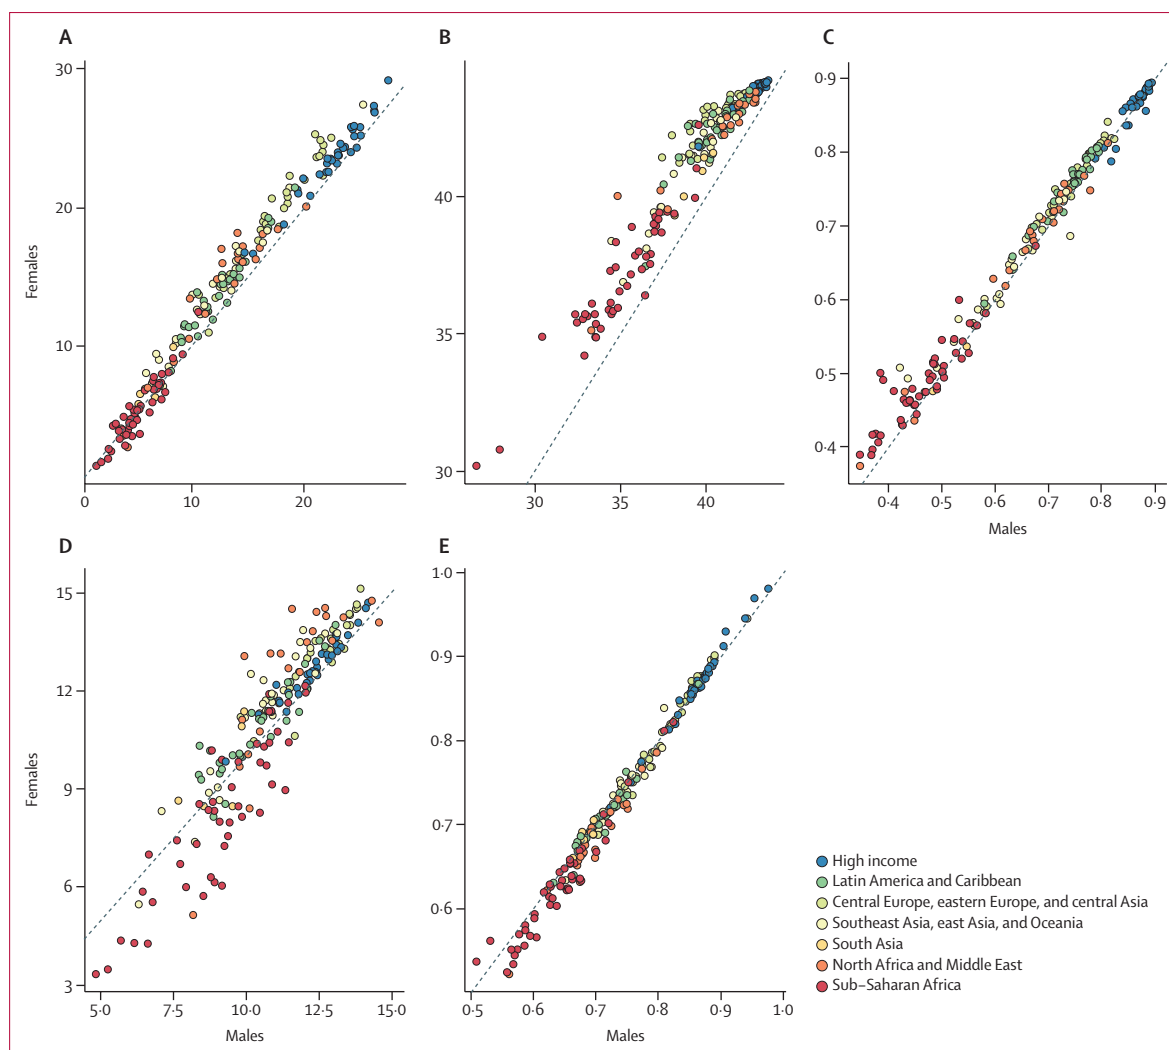 A
B
C
Females
30
20
10
0
10
20
40
35
30
30
35
40
0·9
0·8
0·7
0·6
0·5
0·4
0·4
0·5
0·6
0·7
0·8
0·9
Males
D
E
Females
15
12
9
6
3
5·0
7·5
10·0
12·5
15·0
Males
1·0
0·9
0·8
0·7
0·6
0·5
0·6
0·7
0·8
0·9
1·0
Males
High income
Latin America and Caribbean
Central Europe, eastern Europe, and central Asia
Southeast Asia, east Asia, and Oceania
South Asia
North Africa and Middle East
Sub-Saharan Africa